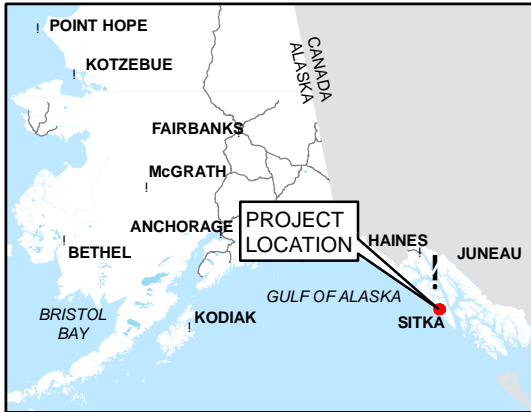 POINT HOPE
KOTZEBUE
CANADA
ALASKA
FAIRBANKS
McGRATH
ANCHORAGE
PROJECT
LOCATION
HAINES
JUNEAU
BETHEL
GULF OF ALASKA
BRISTOL
BAY
KODIAK
SITKA